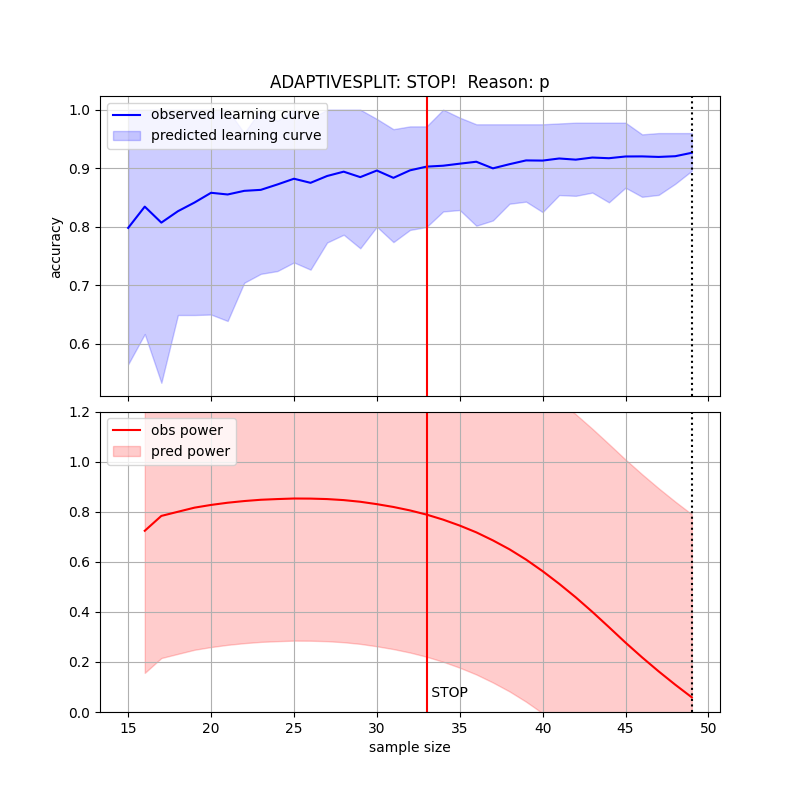 ADAPTIVESPLIT: STOP!  Reason: p
observed learning curve
predicted learning curve
1.0
0.9
0.8
0.7
0.6
accuracy
obs power
pred power
1.2
1.0
0.8
0.6
0.4
0.2
0.0
STOP
15 20 25 30 35 40 45 50
sample size